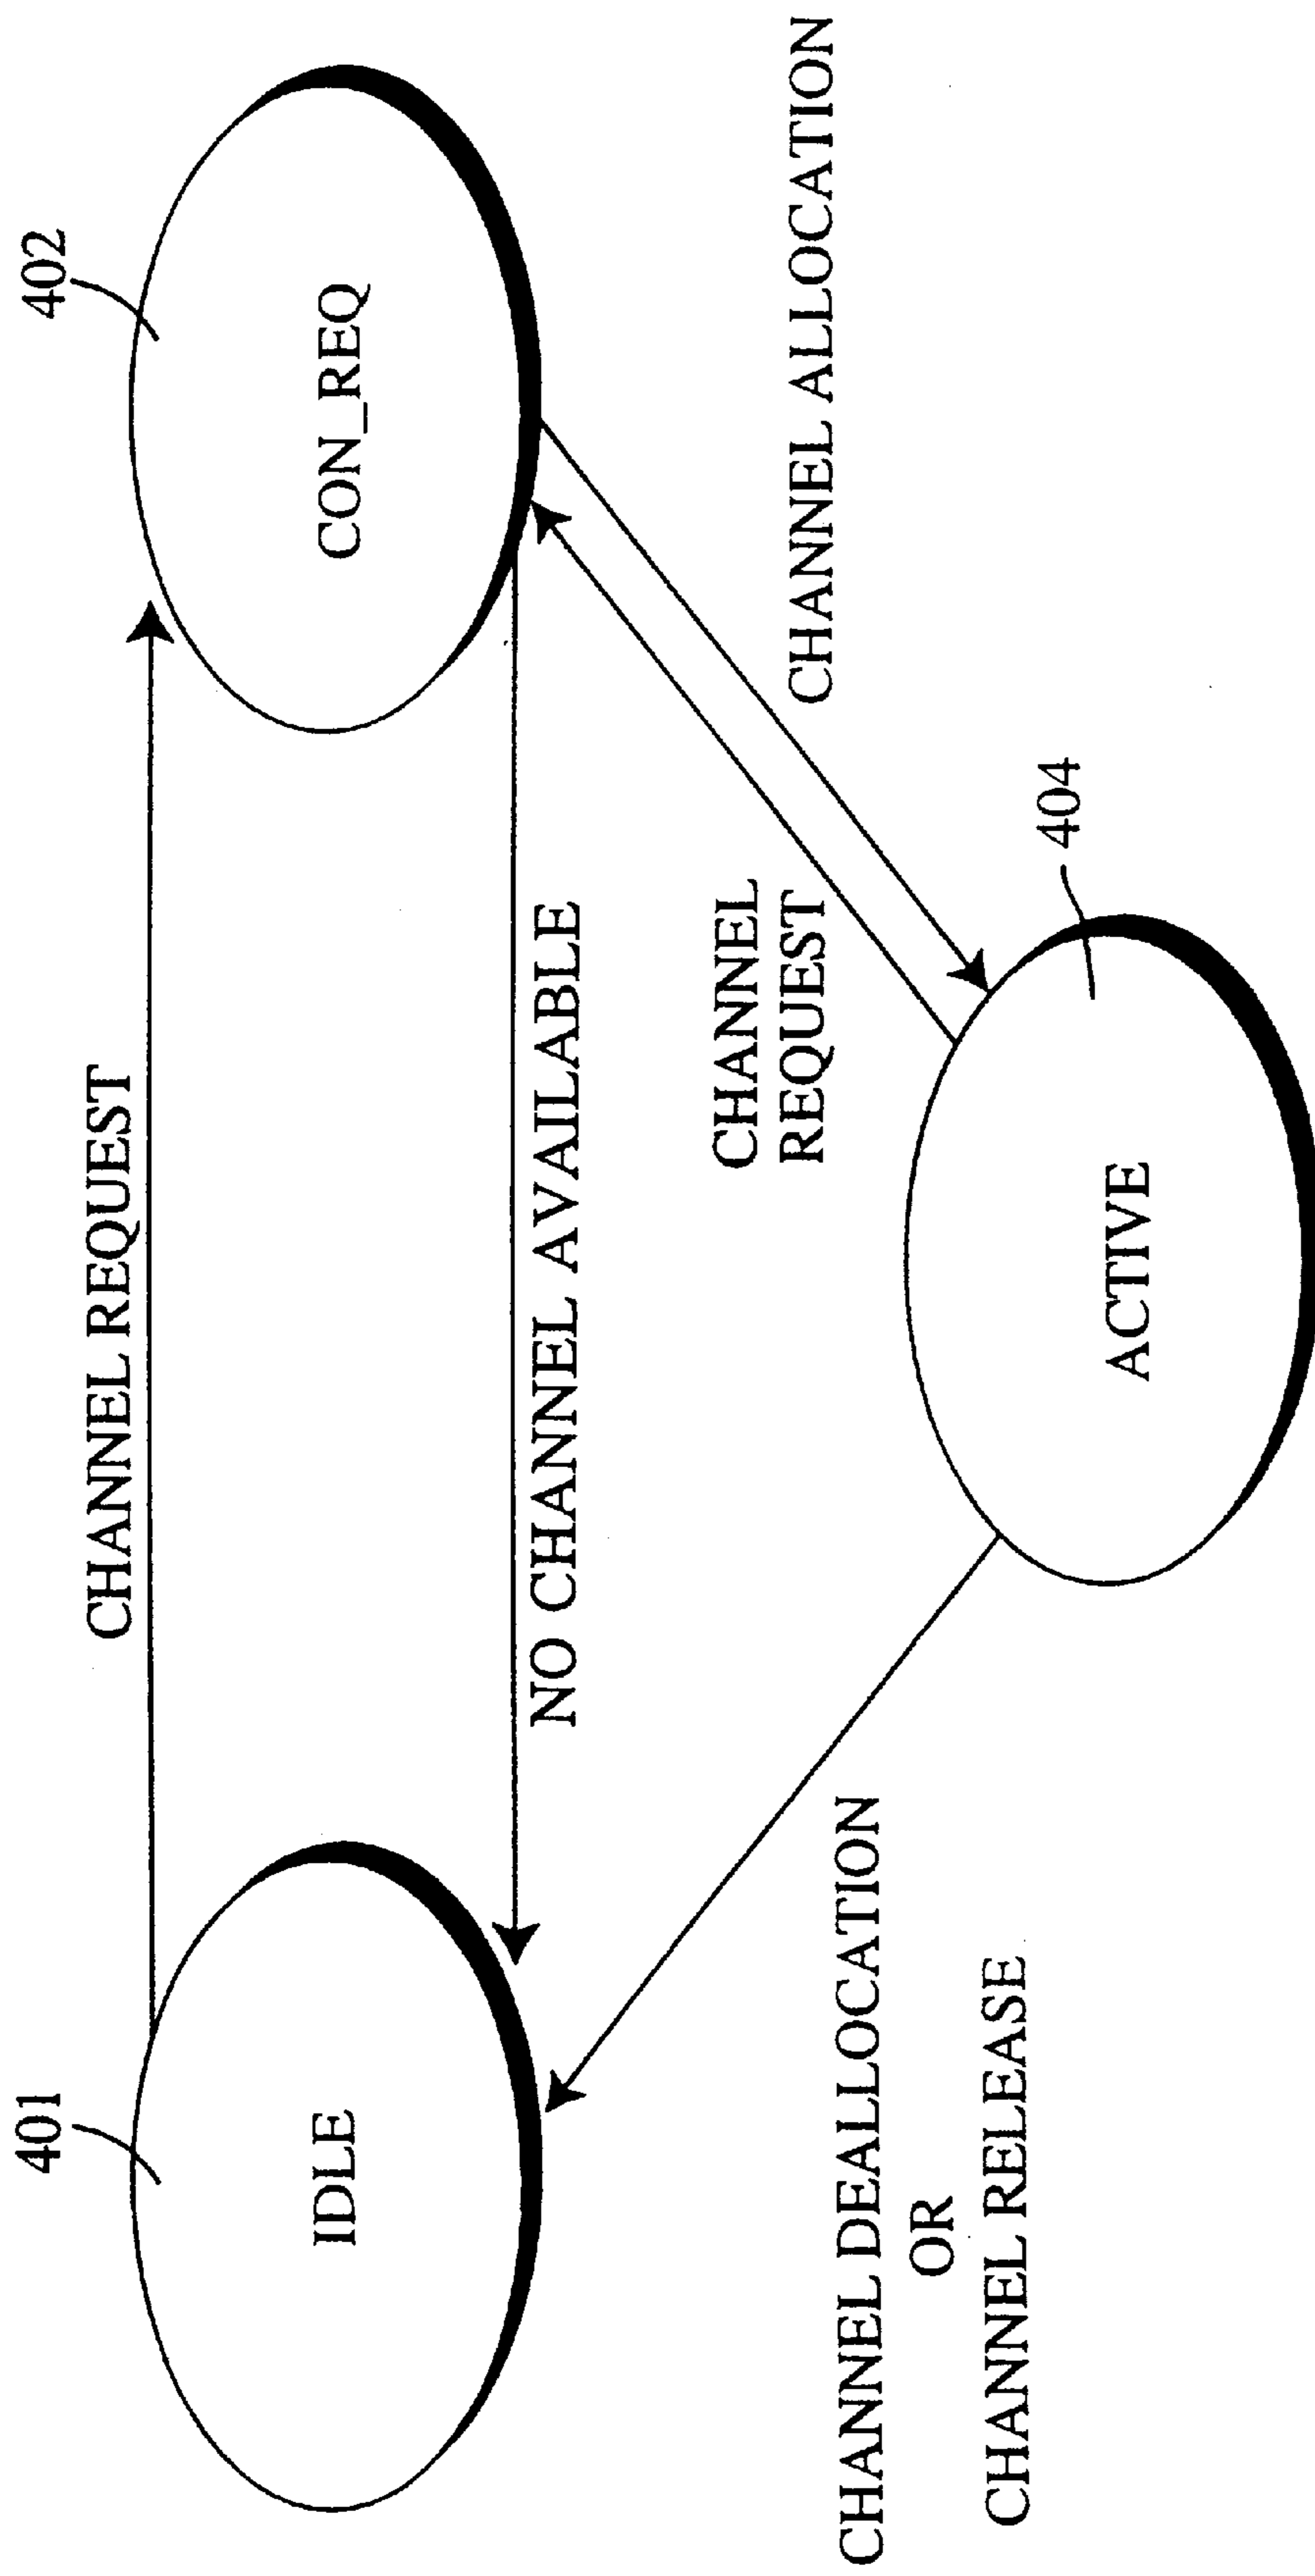 401
402
CHANNEL REQUEST
IDLE
CON_REQ
NO CHANNEL AVAILABLE
CHANNEL
REQUEST
CHANNEL ALLOCATION
CHANNEL DEALLOCATION
OR
CHANNEL RELEASE
404
ACTIVE